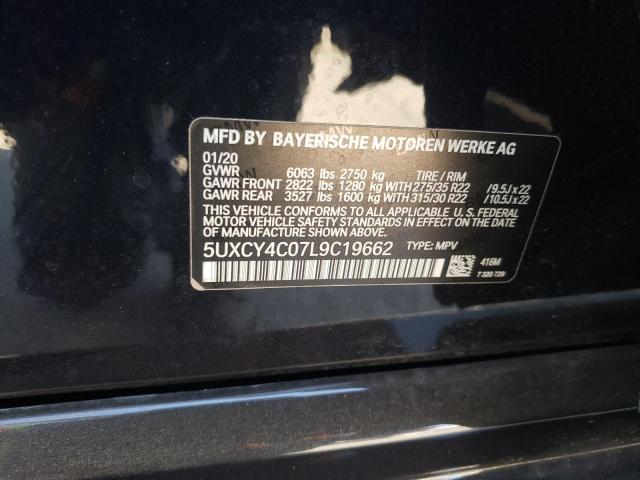 MFD BY BAYERISCHE MOTOREN WERKE AG
01/20
GVWR 6063 lbs 2750 kg TIRE / RIM
GAWR FRONT 2822 lbs 1280 kg WITH 275/35 R22 /9.5J x 22
GAWR REAR 3527 lbs 1600 kg WITH 315/30 R22 /10.5J x 22
THIS VEHICLE CONFORMS TO ALL APPLICABLE U. S. FEDERAL
MOTOR VEHICLE SAFETY STANDARDS IN EFFECT ON THE DATE
OF MANUFACTURE SHOWN ABOVE.
5UXCY4C07L9C19662 TYPE: MPV
416M
7 320 729